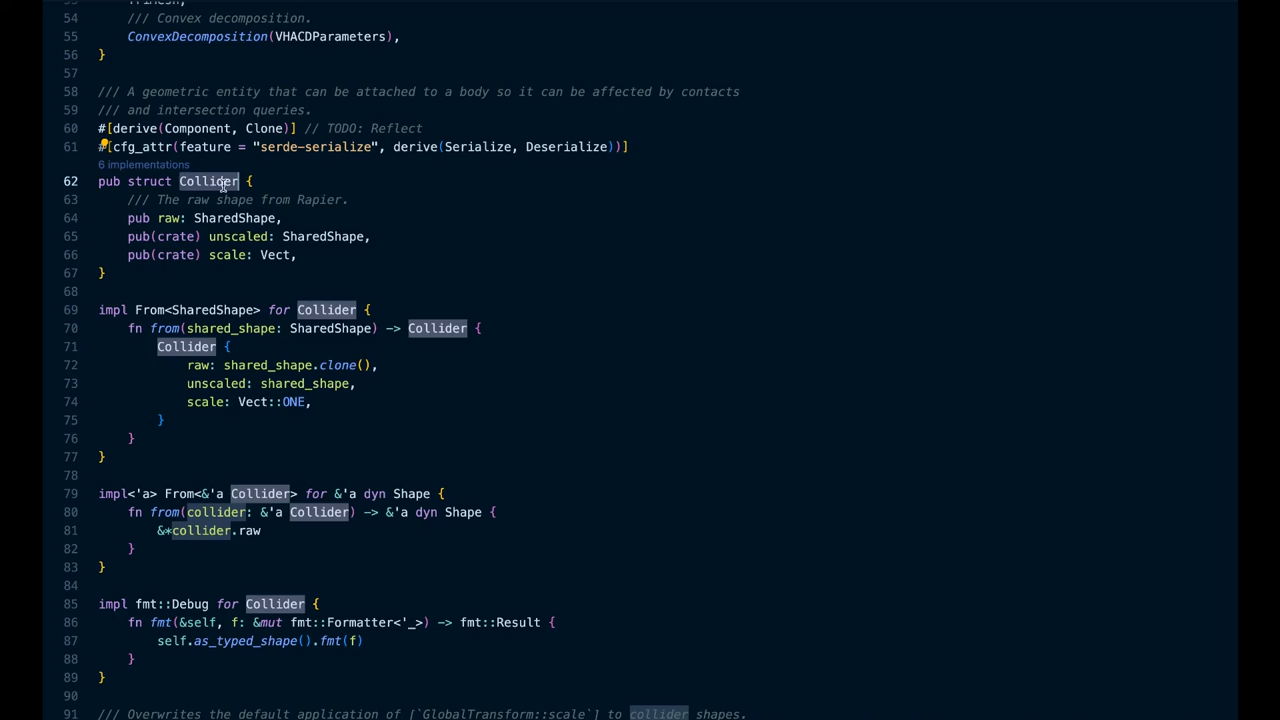 54 /// Convex decomposition.
55 ConvexDecomposition(VHACDParameters),
56 }
57
58 /// A geometric entity that can be attached to a body so it can be affected by contacts
59 /// and intersection queries.
60 #[derive(Component, Clone)] // TODO: Reflect
61 #[cfg_attr(feature = "serde-serialize", derive(Serialize, Deserialize))]
6 implementations
62 pub struct Collider {
63 /// The raw shape from Rapier.
64 pub raw: SharedShape,
65 pub(crate) unscaled: SharedShape,
66 pub(crate) scale: Vect,
67 }
68
69 impl From<SharedShape> for Collider {
70 fn from(shared_shape: SharedShape) -> Collider {
71 Collider {
72 raw: shared_shape.clone(),
73 unscaled: shared_shape,
74 scale: Vect::ONE,
75 }
76 }
77 }
78
79 impl<'a> From<&'a Collider> for &'a dyn Shape {
80 fn from(collider: &'a Collider) -> &'a dyn Shape {
81 &*collider.raw
82 }
83 }
84
85 impl fmt::Debug for Collider {
86 fn fmt(&self, f: &mut fmt::Formatter<'_>) -> fmt::Result {
87 self.as_typed_shape().fmt(f)
88 }
89 }
90
91 /// Overwrites the default application of [`GlobalTransform::scale`] to collider shapes.